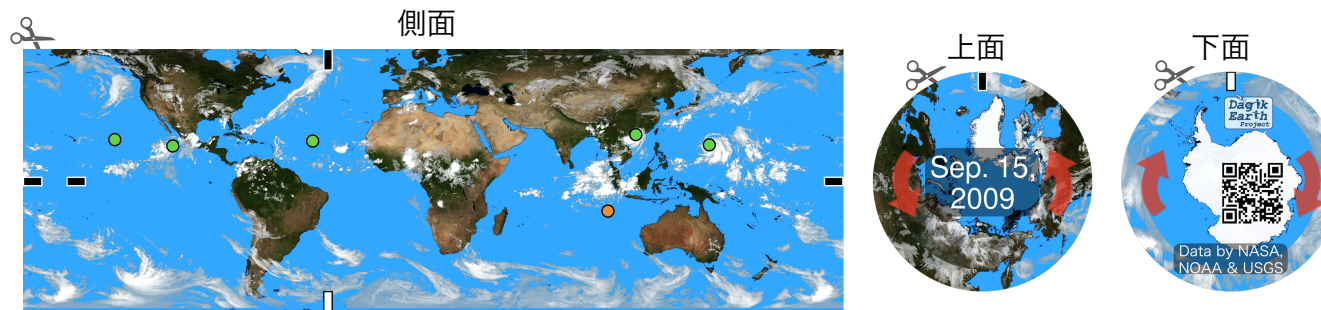 側面
上面
下面
Sep. 15,
2009
Dagik
Earth
Project
Data by NASA,
NOAA & USGS